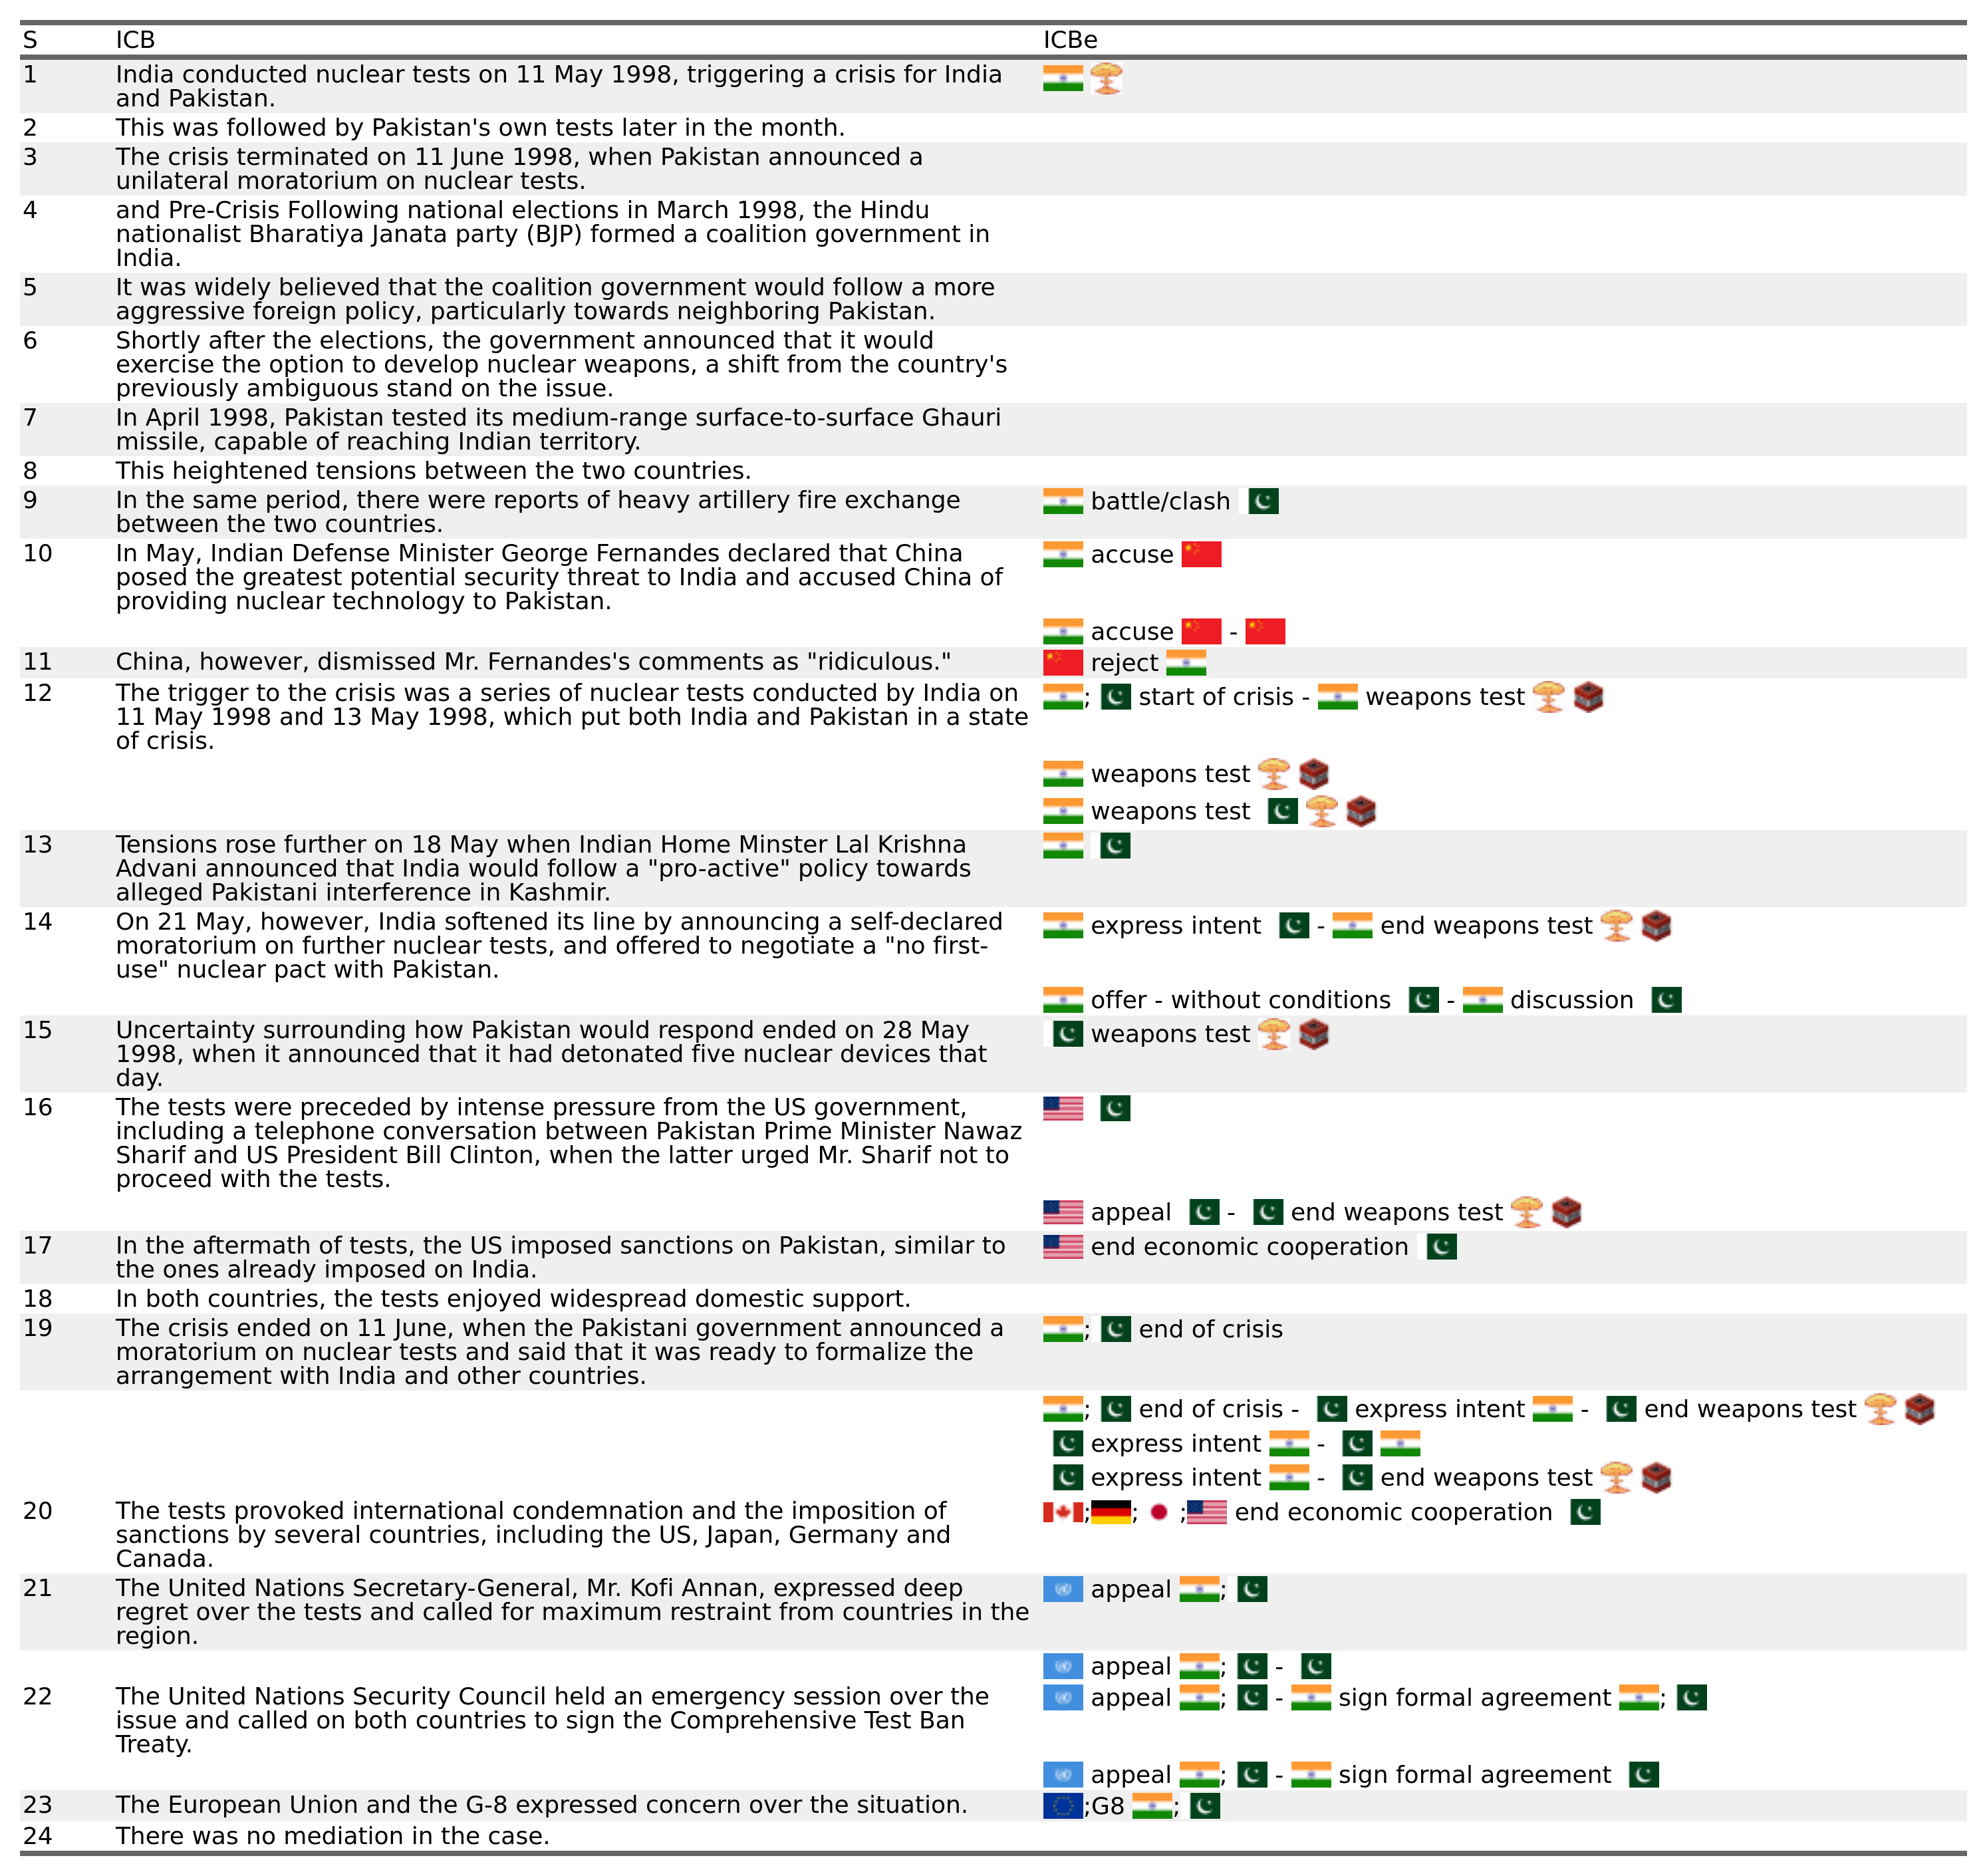 S ICB ICBe
1 India conducted nuclear tests on 11 May 1998, triggering a crisis for India
and Pakistan.
2 This was followed by Pakistan's own tests later in the month.
3 The crisis terminated on 11 June 1998, when Pakistan announced a
unilateral moratorium on nuclear tests.
4 and Pre-Crisis Following national elections in March 1998, the Hindu
nationalist Bharatiya Janata party (BJP) formed a coalition government in
India.
5 It was widely believed that the coalition government would follow a more
aggressive foreign policy, particularly towards neighboring Pakistan.
6 Shortly after the elections, the government announced that it would
exercise the option to develop nuclear weapons, a shift from the country's
previously ambiguous stand on the issue.
7 In April 1998, Pakistan tested its medium-range surface-to-surface Ghauri
missile, capable of reaching Indian territory.
8 This heightened tensions between the two countries.
9 In the same period, there were reports of heavy artillery fire exchange battle/clash
between the two countries.
10 In May, Indian Defense Minister George Fernandes declared that China accuse
posed the greatest potential security threat to India and accused China of
providing nuclear technology to Pakistan.
accuse -
11 China, however, dismissed Mr. Fernandes's comments as "ridiculous." reject
12 The trigger to the crisis was a series of nuclear tests conducted by India on ; start of crisis - weapons test
11 May 1998 and 13 May 1998, which put both India and Pakistan in a state
of crisis.
weapons test
weapons test
13 Tensions rose further on 18 May when Indian Home Minster Lal Krishna
Advani announced that India would follow a "pro-active" policy towards
alleged Pakistani interference in Kashmir.
14 On 21 May, however, India softened its line by announcing a self-declared express intent - end weapons test
moratorium on further nuclear tests, and offered to negotiate a "no first-
use" nuclear pact with Pakistan.
offer - without conditions - discussion
15 Uncertainty surrounding how Pakistan would respond ended on 28 May weapons test
1998, when it announced that it had detonated five nuclear devices that
day.
16 The tests were preceded by intense pressure from the US government,
including a telephone conversation between Pakistan Prime Minister Nawaz
Sharif and US President Bill Clinton, when the latter urged Mr. Sharif not to
proceed with the tests.
appeal - end weapons test
17 In the aftermath of tests, the US imposed sanctions on Pakistan, similar to end economic cooperation
the ones already imposed on India.
18 In both countries, the tests enjoyed widespread domestic support.
19 The crisis ended on 11 June, when the Pakistani government announced a ; end of crisis
moratorium on nuclear tests and said that it was ready to formalize the
arrangement with India and other countries.
; end of crisis - express intent - end weapons test
express intent -
express intent - end weapons test
20 The tests provoked international condemnation and the imposition of ; ; ; end economic cooperation
sanctions by several countries, including the US, Japan, Germany and
Canada.
21 The United Nations Secretary-General, Mr. Kofi Annan, expressed deep appeal ;
regret over the tests and called for maximum restraint from countries in the
region.
appeal ; -
22 The United Nations Security Council held an emergency session over the appeal ; - sign formal agreement ;
issue and called on both countries to sign the Comprehensive Test Ban
Treaty.
appeal ; - sign formal agreement
23 The European Union and the G-8 expressed concern over the situation. ;G8 ;
24 There was no mediation in the case.